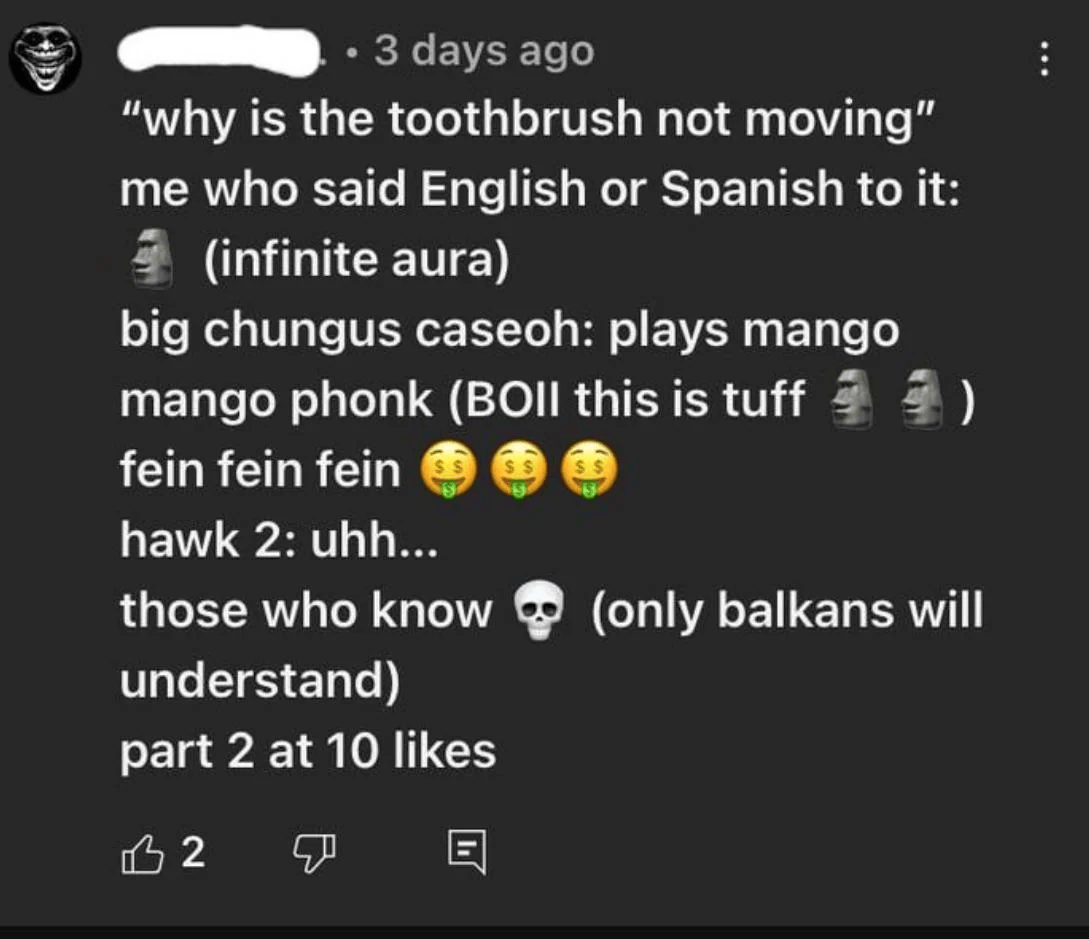 • 3 days ago
“why is the toothbrush not moving”
me who said English or Spanish to it:
🗿 (infinite aura)
big chungus caseoh: plays mango
mango phonk (BOII this is tuff 🗿 🗿 )
fein fein fein 🤑 🤑 🤑
hawk 2: uhh...
those who know 💀 (only balkans will
understand)
part 2 at 10 likes
2